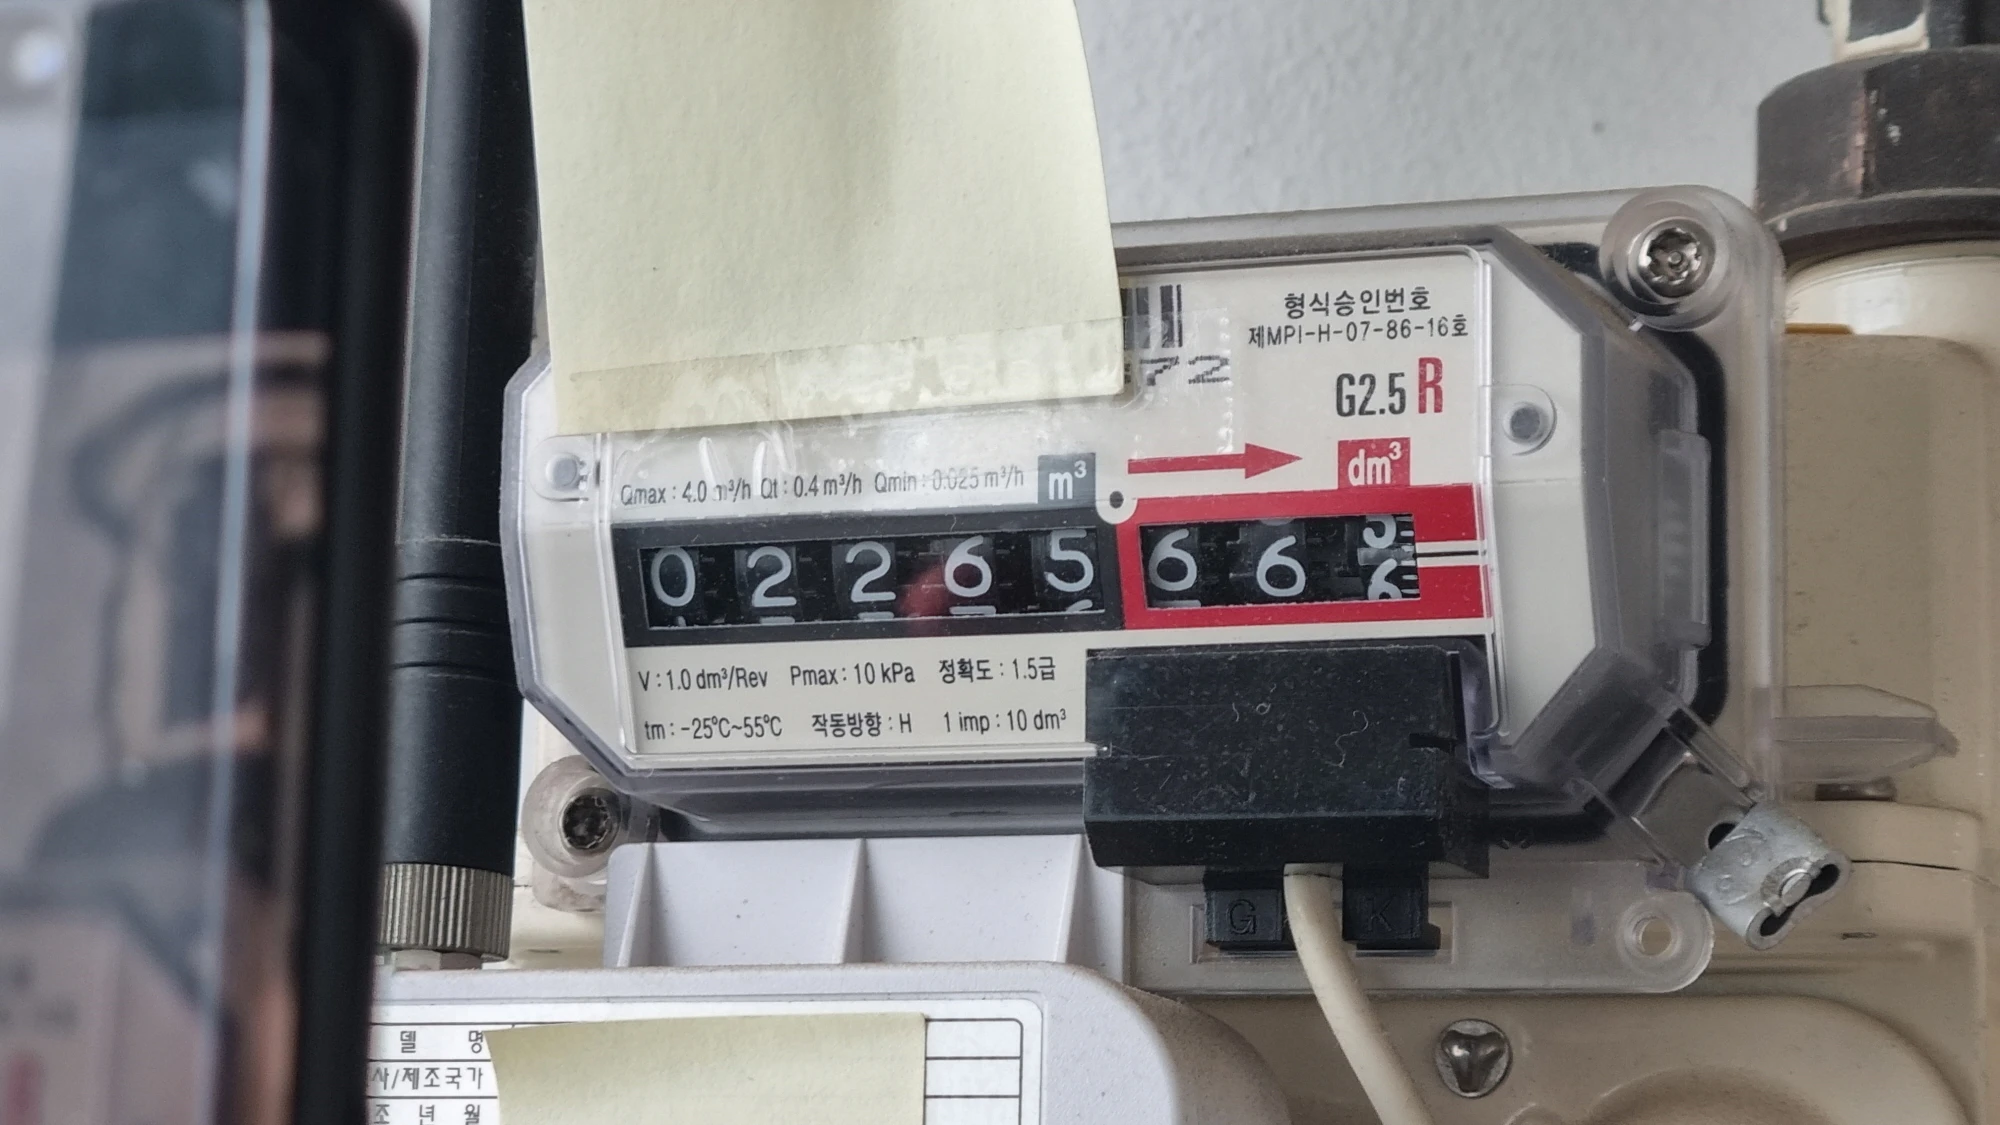 형식승인번호
제MPI-H-07-86-16호
72
G2.5 R
Qmax : 4.0 m³/h Qt : 0.4 m³/h Qmin : 0.025 m³/h
m³
dm³
0 2 2 6 5 6 6
5
6
V : 1.0 dm³/Rev Pmax : 10 kPa 정확도 : 1.5급
tm : -25℃~55℃ 작동방향 : H 1 imp : 10 dm³
G K
델 명
사/제조국가
조 년 월